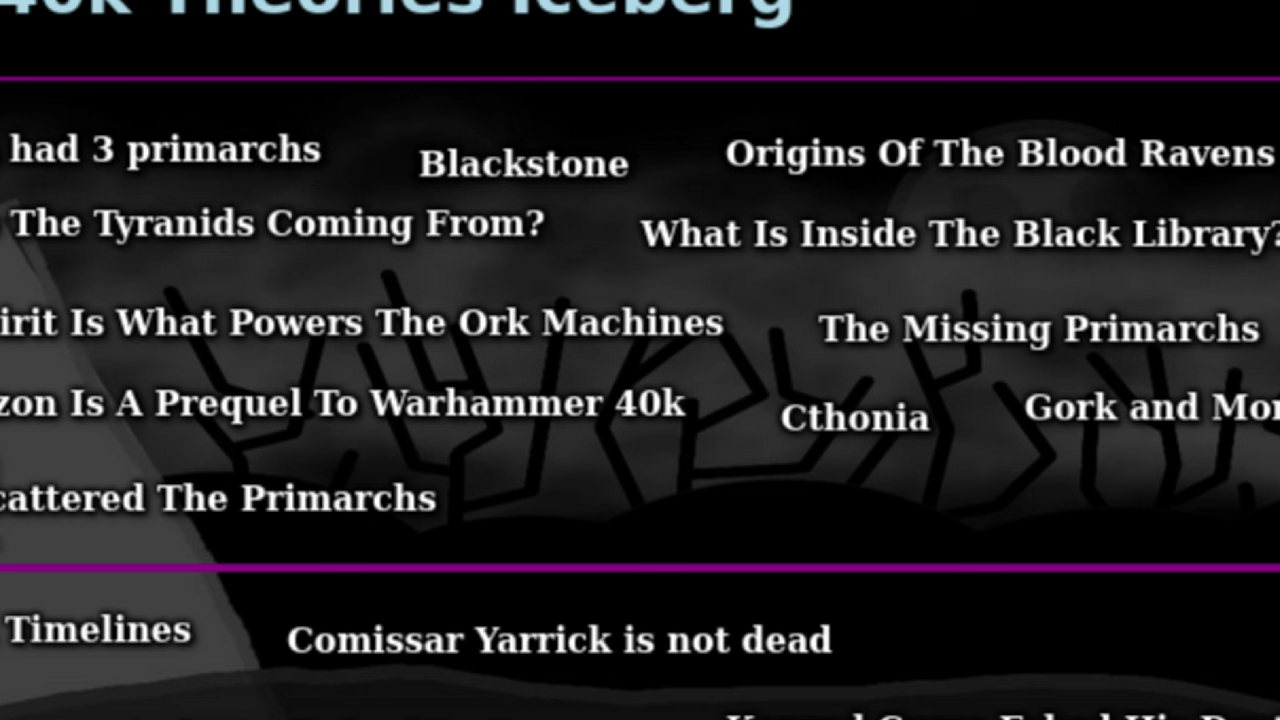 40k Theories Iceberg
had 3 primarchs
Blackstone
Origins Of The Blood Ravens
The Tyranids Coming From?
What Is Inside The Black Library?
irit Is What Powers The Ork Machines
The Missing Primarchs
zon Is A Prequel To Warhammer 40k
Cthonia
Gork and Mor
cattered The Primarchs
Timelines
Comissar Yarrick is not dead